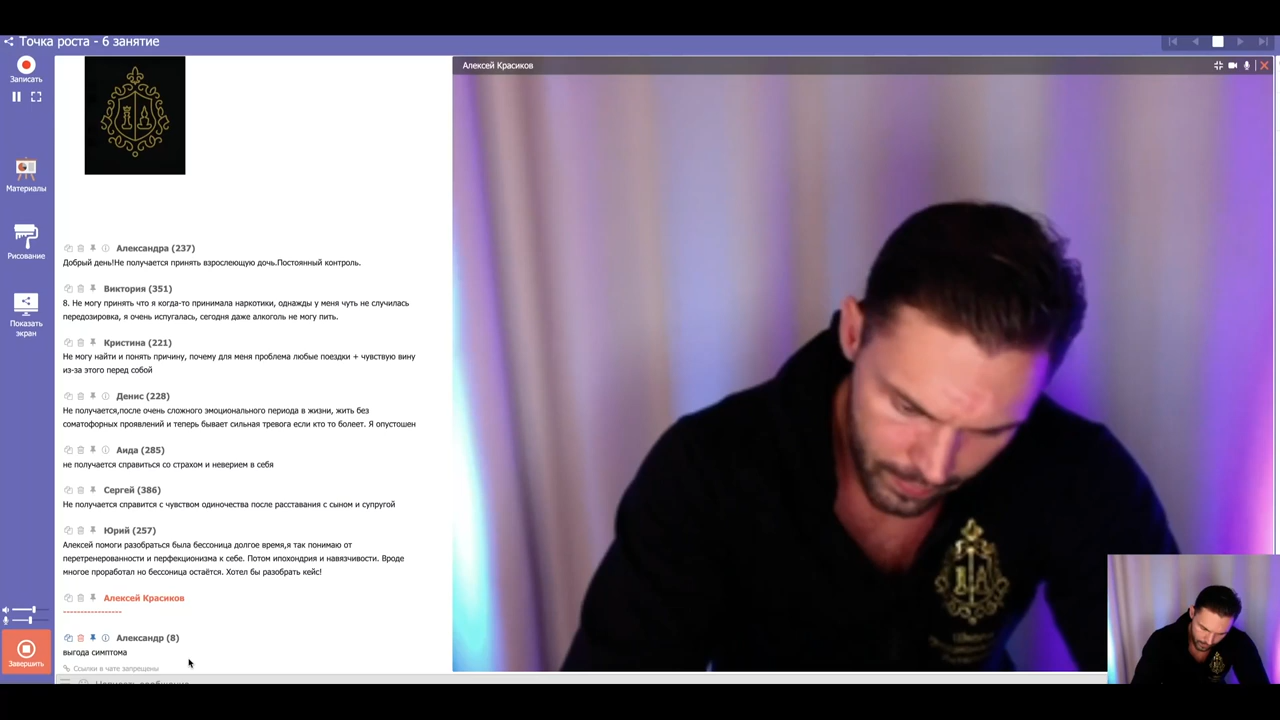 Точка роста - 6 занятие
Записать
Материалы
Рисование
Показать
экран
Завершить
Алексей Красиков
Александра (237)
Добрый день!Не получается принять взрослеющую дочь.Постоянный контроль.
Виктория (351)
8. Не могу принять что я когда-то принимала наркотики, однажды у меня чуть не случилась
передозировка, я очень испугалась, сегодня даже алкоголь не могу пить.
Кристина (221)
Не могу найти и понять причину, почему для меня проблема любые поездки + чувствую вину
из-за этого перед собой
Денис (228)
Не получается,после очень сложного эмоционального периода в жизни, жить без
соматофорных проявлений и теперь бывает сильная тревога если кто то болеет. Я опустошен
Аида (285)
не получается справиться со страхом и неверием в себя
Сергей (386)
Не получается справится с чувством одиночества после расставания с сыном и супругой
Юрий (257)
Алексей помоги разобраться была бессоница долгое время,я так понимаю от
перетренерованности и перфекционизма к себе. Потом ипохондрия и навязчивости. Вроде
многое проработал но бессоница остаётся. Хотел бы разобрать кейс!
Алексей Красиков
-----------------
Александр (8)
выгода симптома
Ссылки в чате запрещены